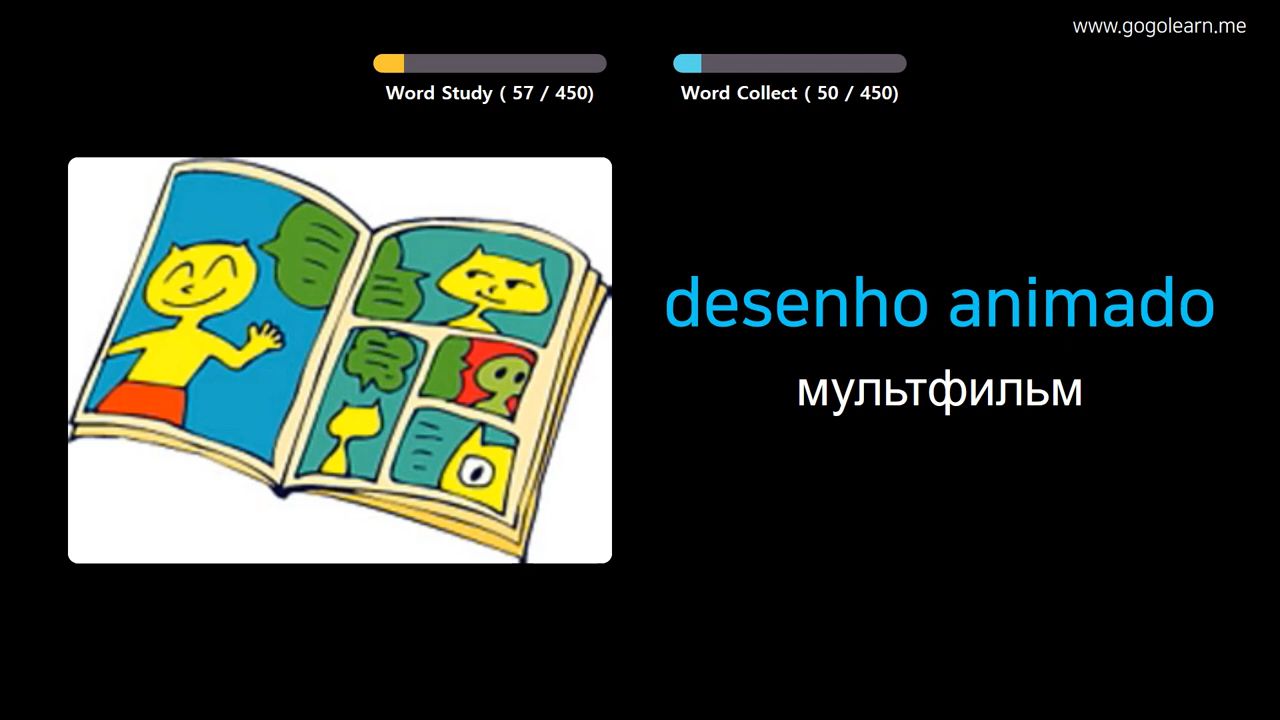 www.gogolearn.me
Word Study ( 57 / 450)
Word Collect ( 50 / 450)
desenho animado
мультфильм